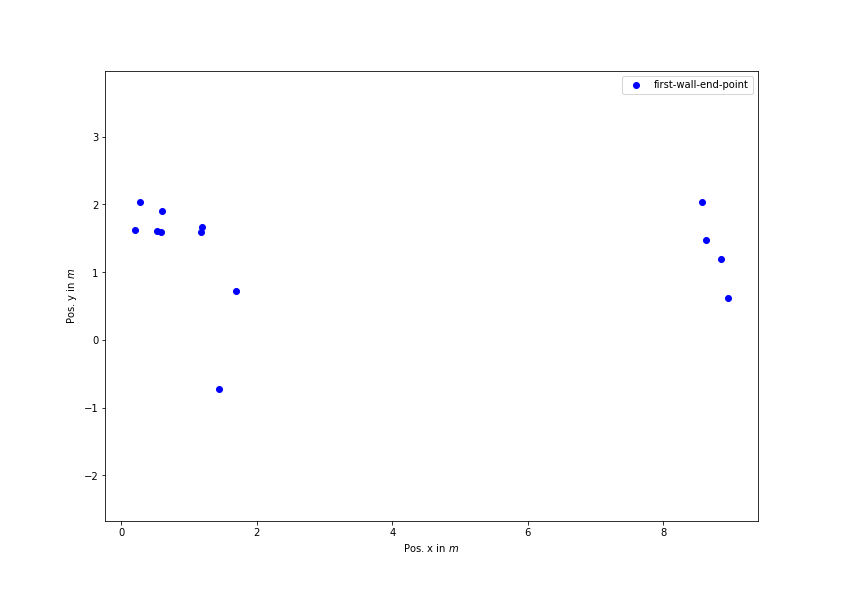 first-wall-end-point
3
2
1
0
−1
−2
Pos. y in m
0 2 4 6 8
Pos. x in m